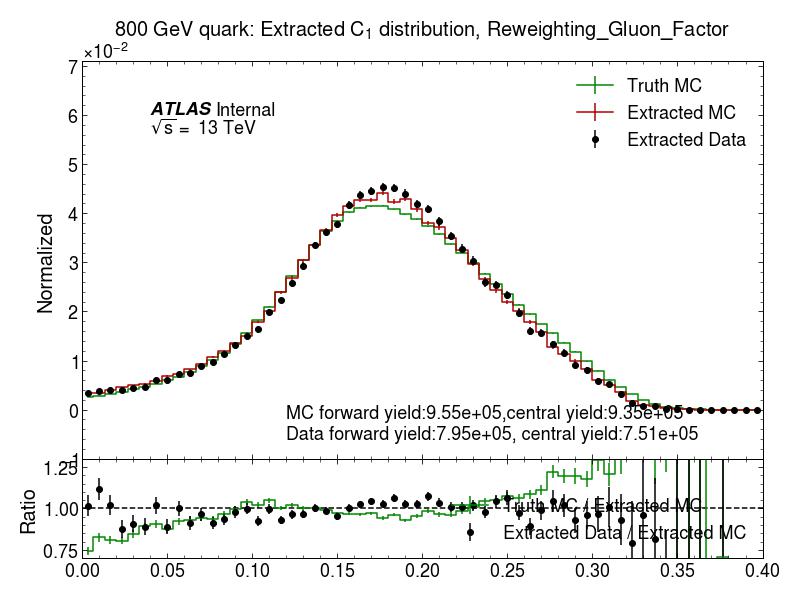 800 GeV quark: Extracted C₁ distribution, Reweighting_Gluon_Factor
×10⁻²
7
ATLAS Internal
√s = 13 TeV
Truth MC
Extracted MC
Extracted Data
6
5
4
3
2
1
0
Normalized
MC forward yield:9.55e+05,central yield:9.35e+05
Data forward yield:7.95e+05, central yield:7.51e+05
1.25
1.00
0.75
Ratio
Truth MC / Extracted MC
Extracted Data / Extracted MC
0.00 0.05 0.10 0.15 0.20 0.25 0.30 0.35 0.40